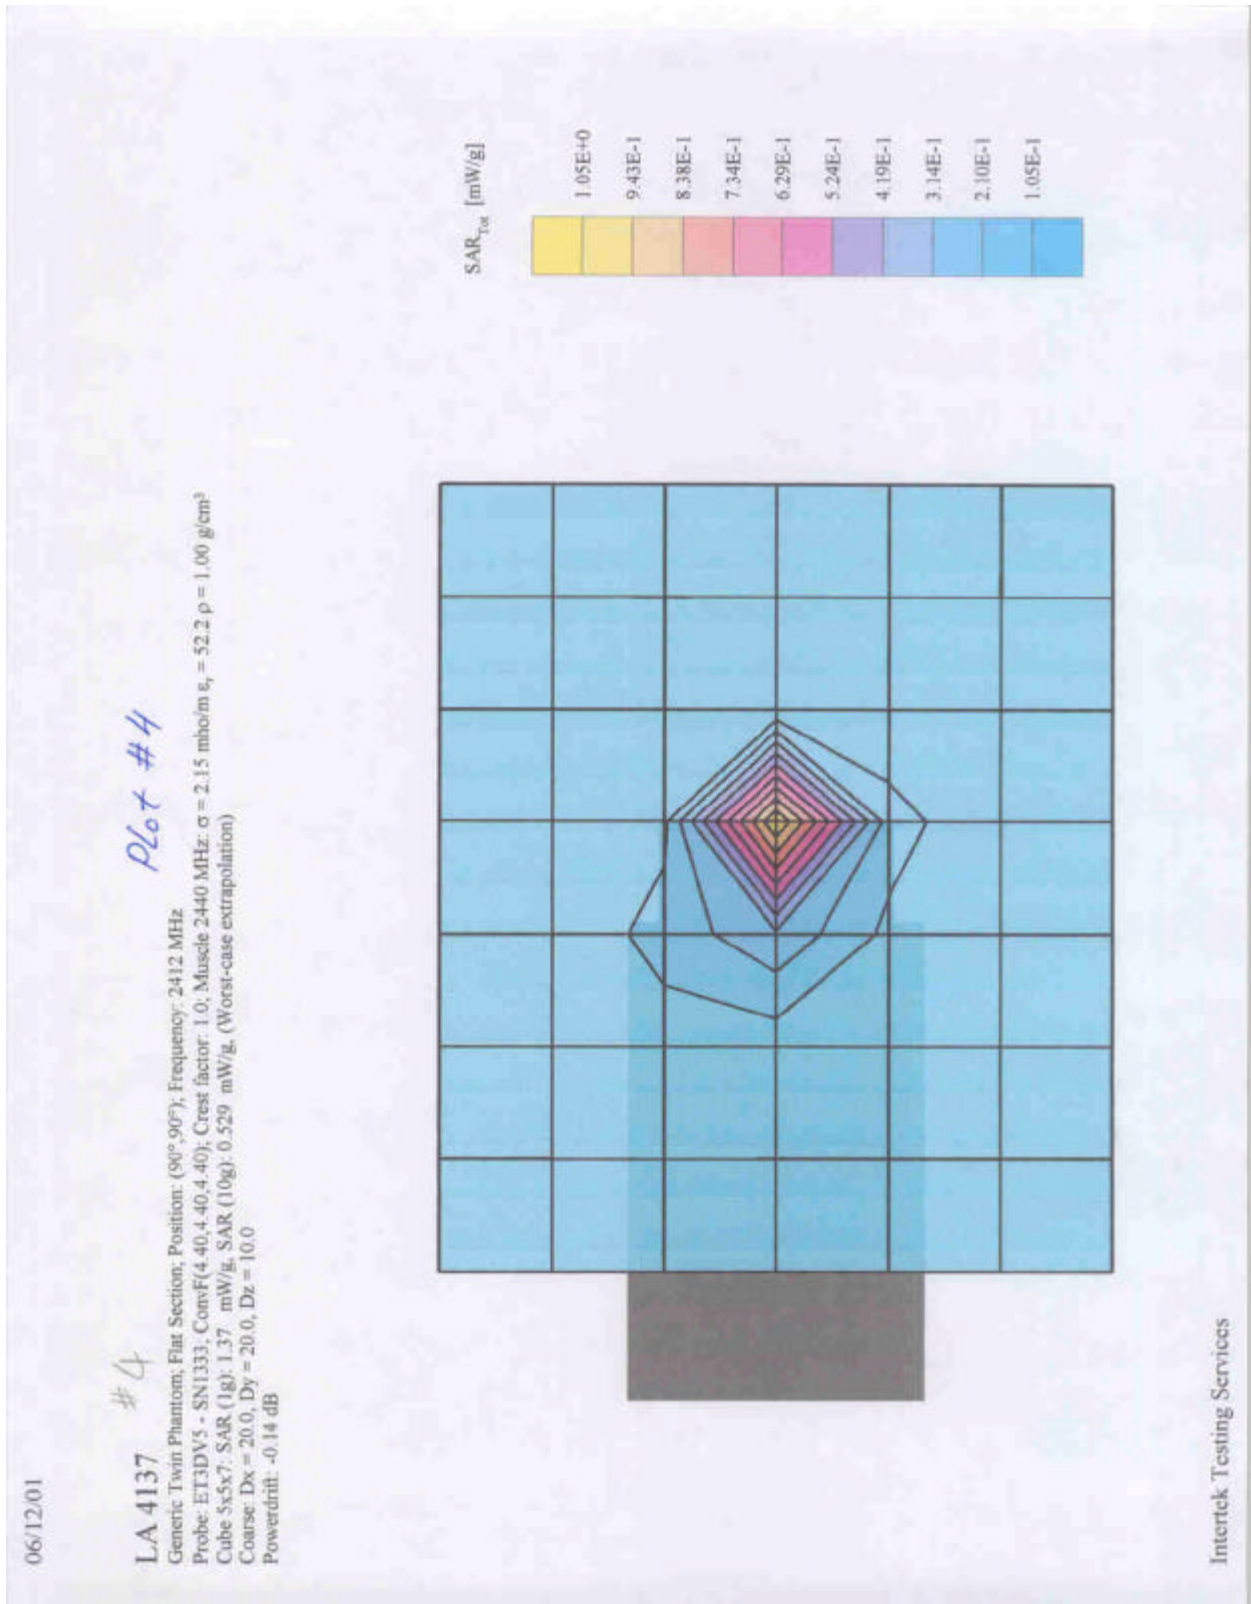 06/12/01
LA 4137 #4
PLot #4
Generic Twin Phantom; Flat Section; Position: (90°,90°); Frequency: 2412 MHz
Probe: ET3DV5 - SN1333; ConvF(4.40,4.40,4.40); Crest factor: 1.0; Muscle 2440 MHz: σ = 2.15 mho/m εᵣ = 52.2 ρ = 1.00 g/cm³
Cube 5x5x7: SAR (1g): 1.37 mW/g, SAR (10g): 0.529 mW/g, (Worst-case extrapolation)
Coarse: Dx = 20.0, Dy = 20.0, Dz = 10.0
Powerdrift: -0.14 dB
SAR_Tot [mW/g]
1.05E+0
9.43E-1
8.38E-1
7.34E-1
6.29E-1
5.24E-1
4.19E-1
3.14E-1
2.10E-1
1.05E-1
Intertek Testing Services